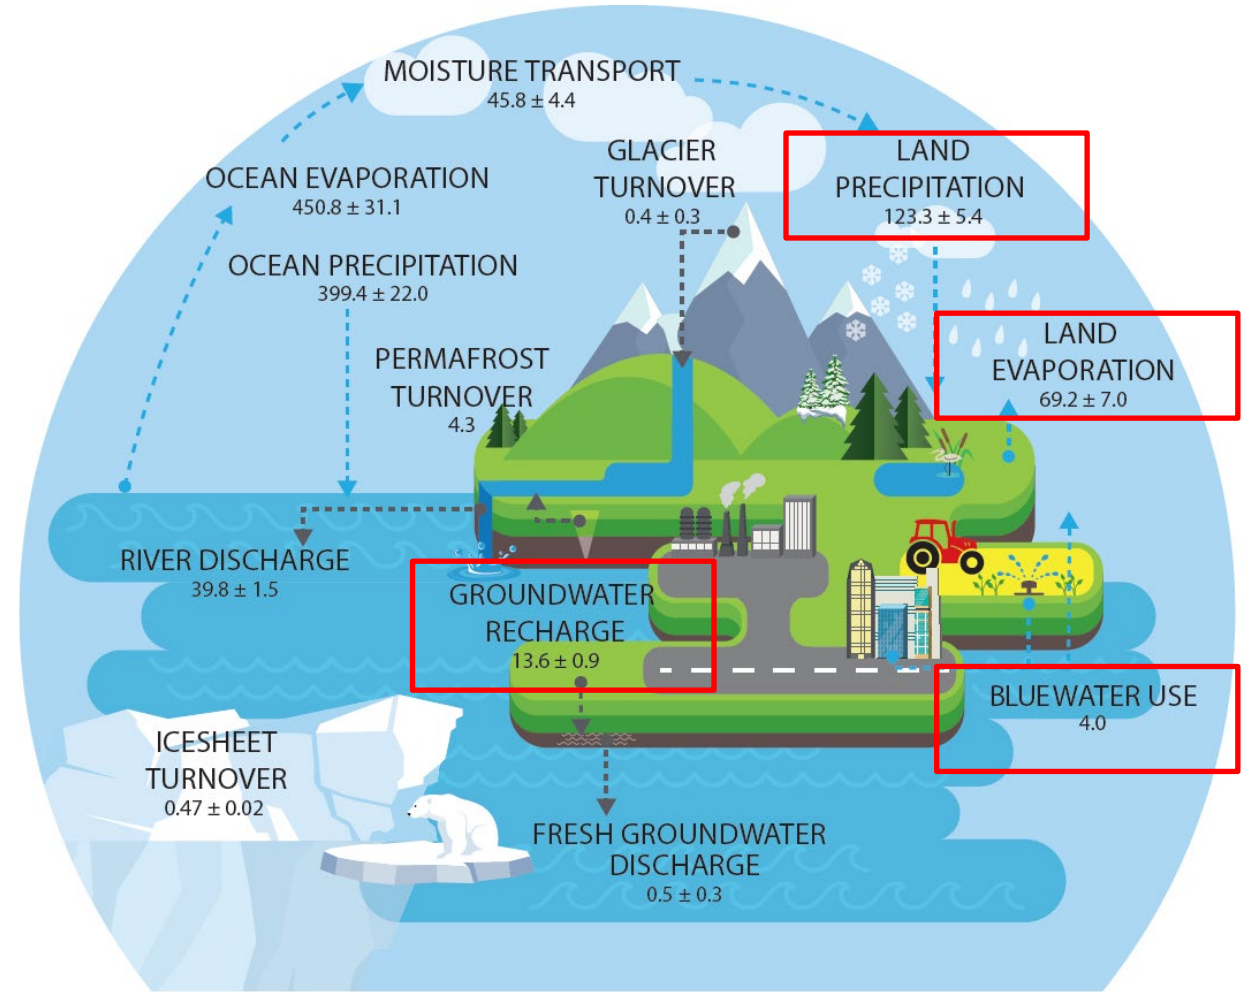 MOISTURE TRANSPORT
45.8 ± 4.4
GLACIER
TURNOVER
0.4 ± 0.3
LAND
PRECIPITATION
123.3 ± 5.4
OCEAN EVAPORATION
450.8 ± 31.1
OCEAN PRECIPITATION
399.4 ± 22.0
LAND
EVAPORATION
69.2 ± 7.0
PERMAFROST
TURNOVER
4.3
RIVER DISCHARGE
39.8 ± 1.5
GROUNDWATER
RECHARGE
13.6 ± 0.9
BLUEWATER USE
4.0
ICESHEET
TURNOVER
0.47 ± 0.02
FRESH GROUNDWATER
DISCHARGE
0.5 ± 0.3